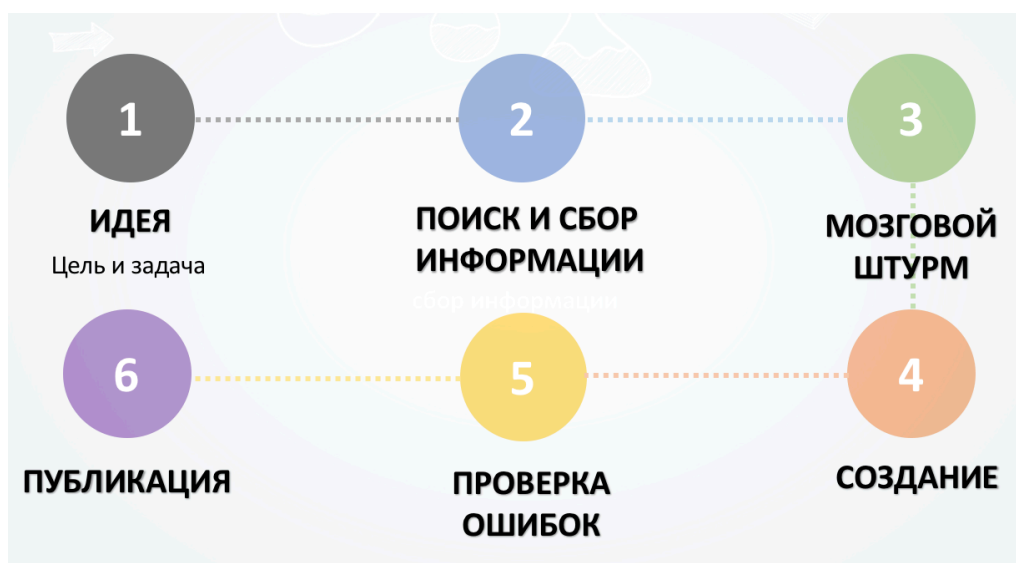 1
2
3
ИДЕЯ
Цель и задача
ПОИСК И СБОР
ИНФОРМАЦИИ
сбор информации
МОЗГОВОЙ
ШТУРМ
6
5
4
ПУБЛИКАЦИЯ
ПРОВЕРКА
ОШИБОК
СОЗДАНИЕ